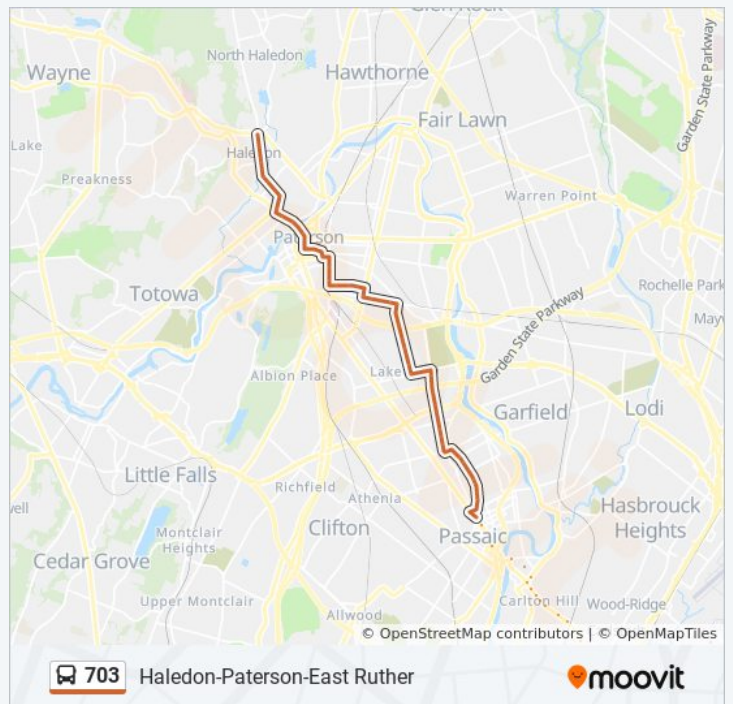 Glen Rock
North Haledon
Wayne
Hawthorne
Garden State Parkway
Fair Lawn
Lake
Haledon
Preakness
Warren Point
Paterson
Rochelle Park
Totowa
Garden State Parkway
Albion Place
Lake
Garfield
Lodi
Little Falls
Richfield
Athenia
Hasbrouck
Heights
Clifton
Passaic
Montclair
Heights
Cedar Grove
Upper Montclair
Carlton Hill
Wood-Ridge
Allwood
© OpenStreetMap contributors | © OpenMapTiles
703 Haledon-Paterson-East Ruther
moovit